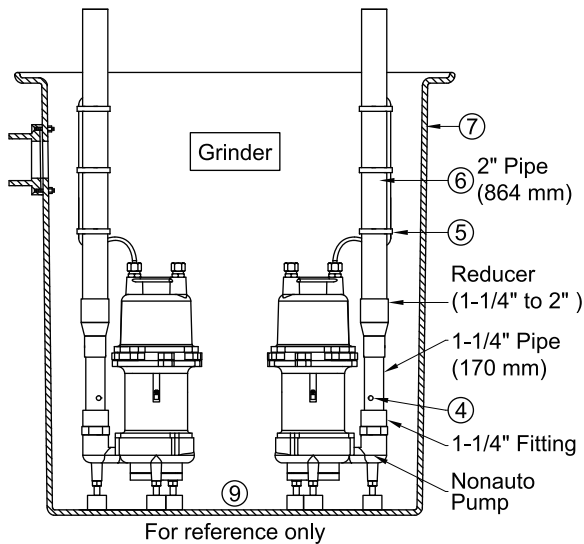 Grinder
⑦
⑥ 2" Pipe
(864 mm)
⑤
Reducer
(1-1/4" to 2" )
1-1/4" Pipe
(170 mm)
④
1-1/4" Fitting
Nonauto
Pump
⑨
For reference only